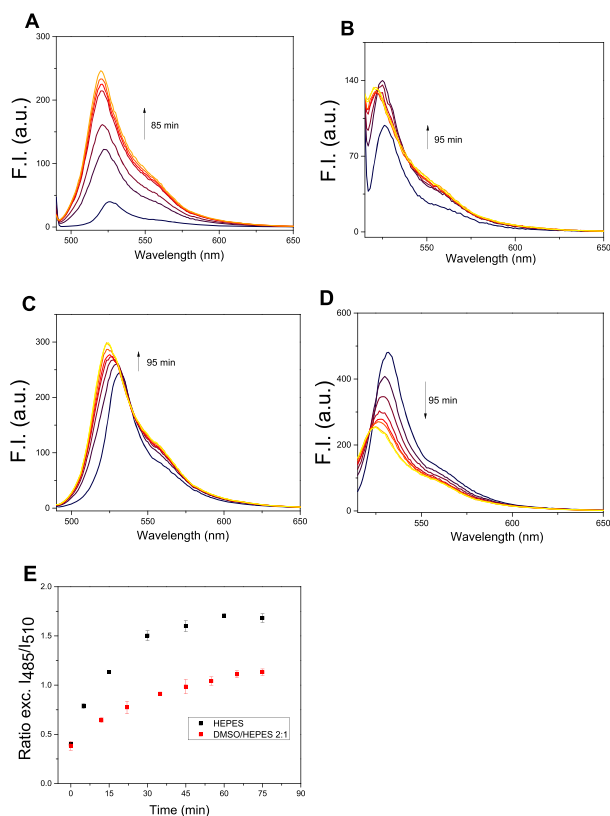 A
300
200
100
0
F.I. (a.u.)
85 min
500 550 600 650
Wavelength (nm)
B
140
70
0
F.I. (a.u.)
95 min
550 600 650
Wavelength (nm)
C
400
300
200
100
0
F.I. (a.u.)
95 min
500 550 600 650
Wavelength (nm)
D
600
400
200
0
F.I. (a.u.)
95 min
550 600 650
Wavelength (nm)
E
2.0
1.5
1.0
0.5
0.0
Ratio exc. I485/I510
HEPES
DMSO/HEPES 2:1
0 15 30 45 60 75 90
Time (min)